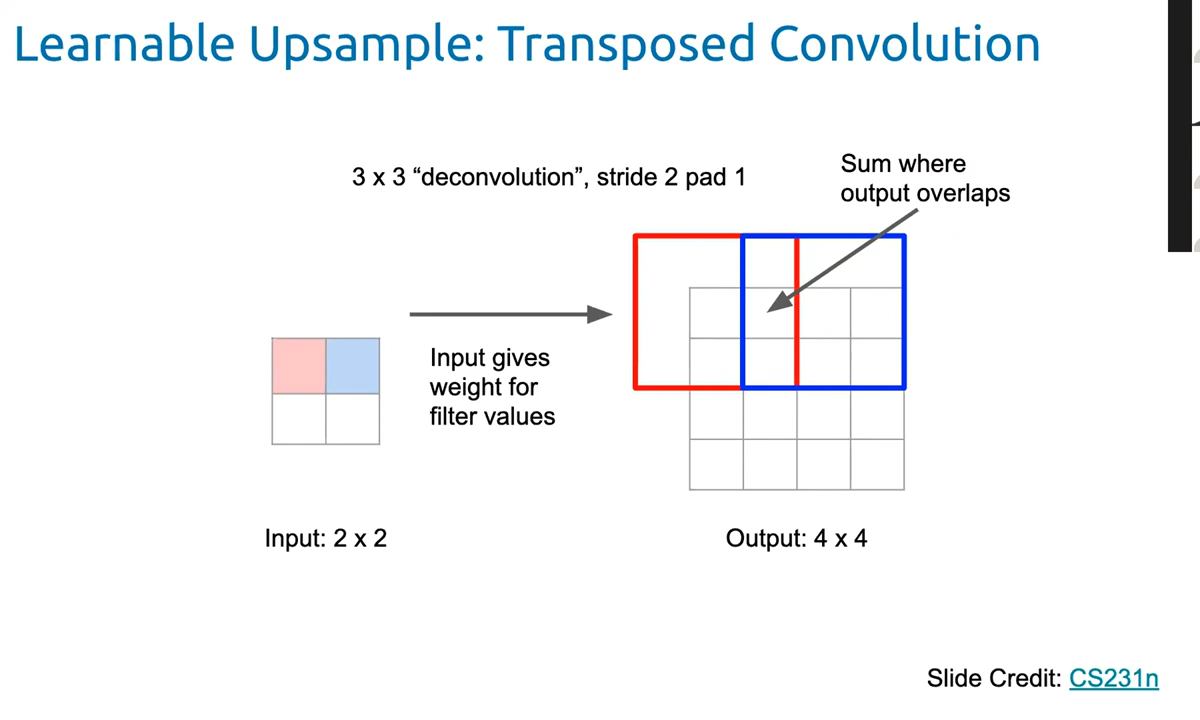 Learnable Upsample: Transposed Convolution
3 x 3 “deconvolution”, stride 2 pad 1
Sum where
output overlaps
Input gives
weight for
filter values
Input: 2 x 2
Output: 4 x 4
Slide Credit: CS231n